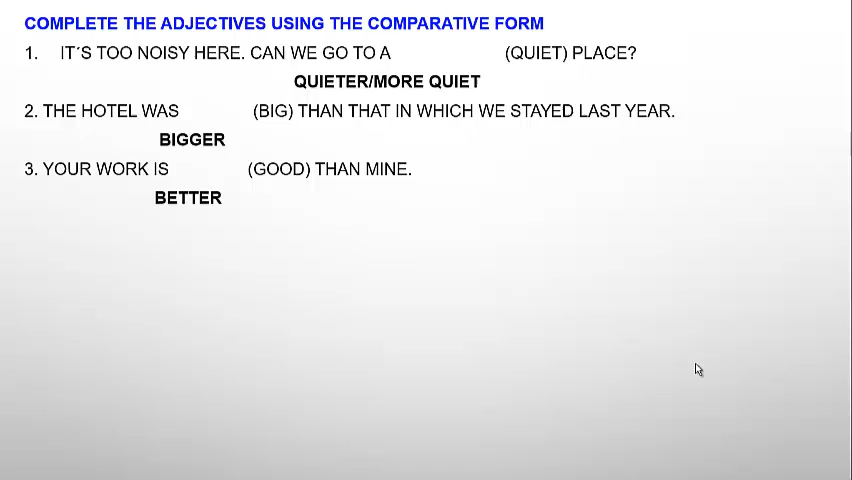 COMPLETE THE ADJECTIVES USING THE COMPARATIVE FORM
1. IT´S TOO NOISY HERE. CAN WE GO TO A (QUIET) PLACE?
QUIETER/MORE QUIET
2. THE HOTEL WAS (BIG) THAN THAT IN WHICH WE STAYED LAST YEAR.
BIGGER
3. YOUR WORK IS (GOOD) THAN MINE.
BETTER